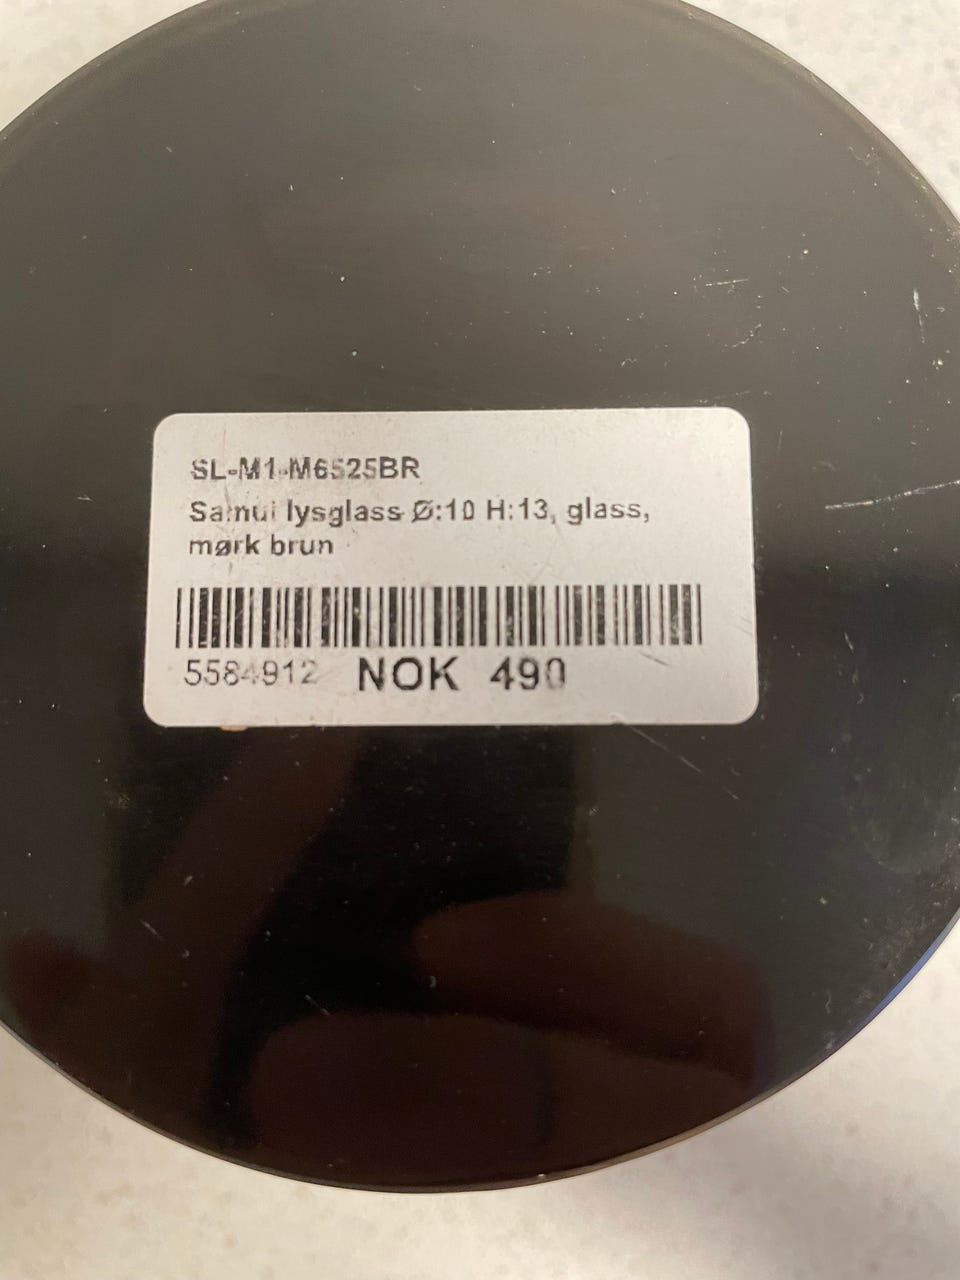 SL-M1-M6525BR
Samui lysglass Ø:10 H:13, glass,
mørk brun
5584912 NOK 490